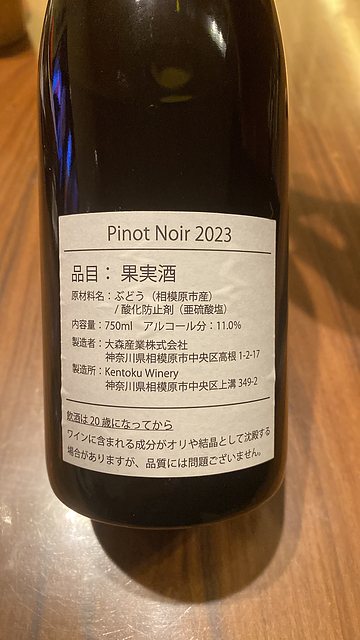 Pinot Noir 2023
品目： 果実酒
原材料名：ぶどう（相模原市産）
/ 酸化防止剤（亜硫酸塩）
内容量：750ml アルコール分：11.0%
製造者：大森産業株式会社
神奈川県相模原市中央区高根 1-2-17
製造所：Kentoku Winery
神奈川県相模原市中央区上溝 349-2
飲酒は 20 歳になってから
ワインに含まれる成分がオリや結晶として沈殿する
場合がありますが、品質には問題ございません。